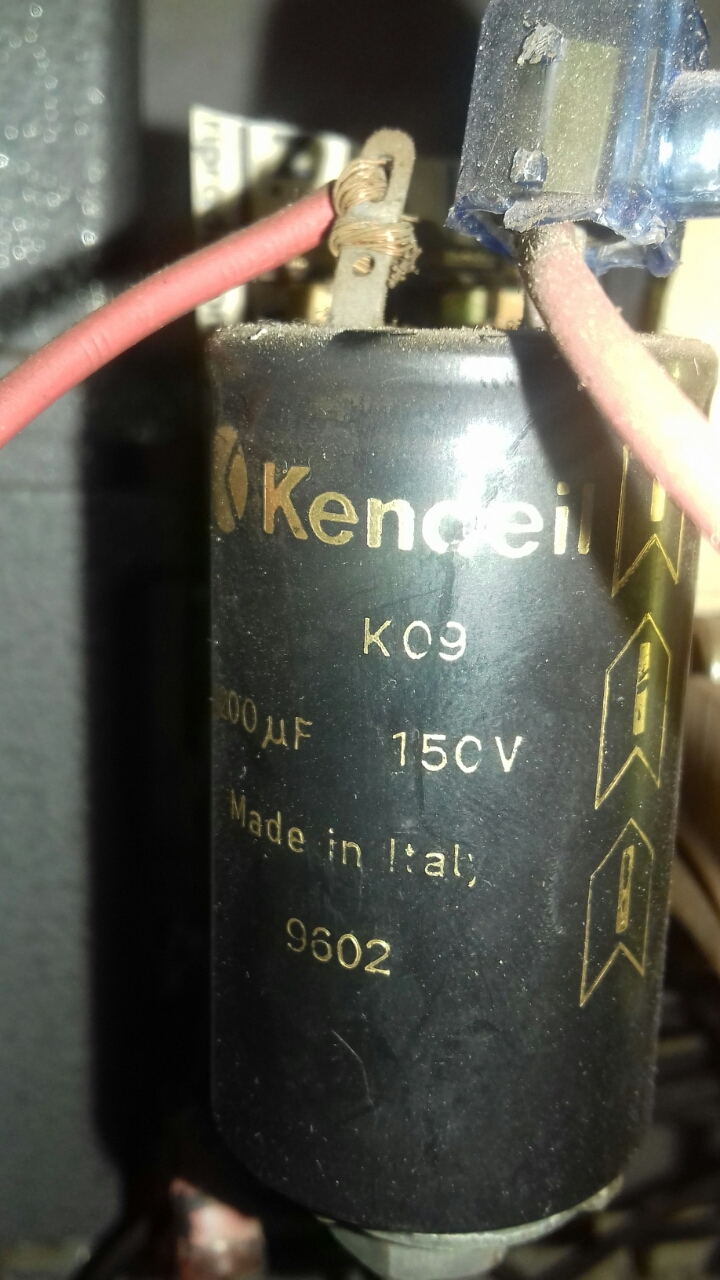 Kendeil
K09
00 µF 150V
Made in Italy
9602